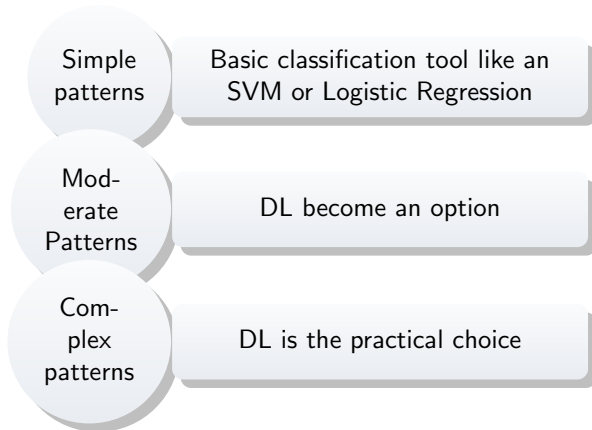 Simple
patterns
Basic classification tool like an
SVM or Logistic Regression
Mod-
erate
Patterns
DL become an option
Com-
plex
patterns
DL is the practical choice